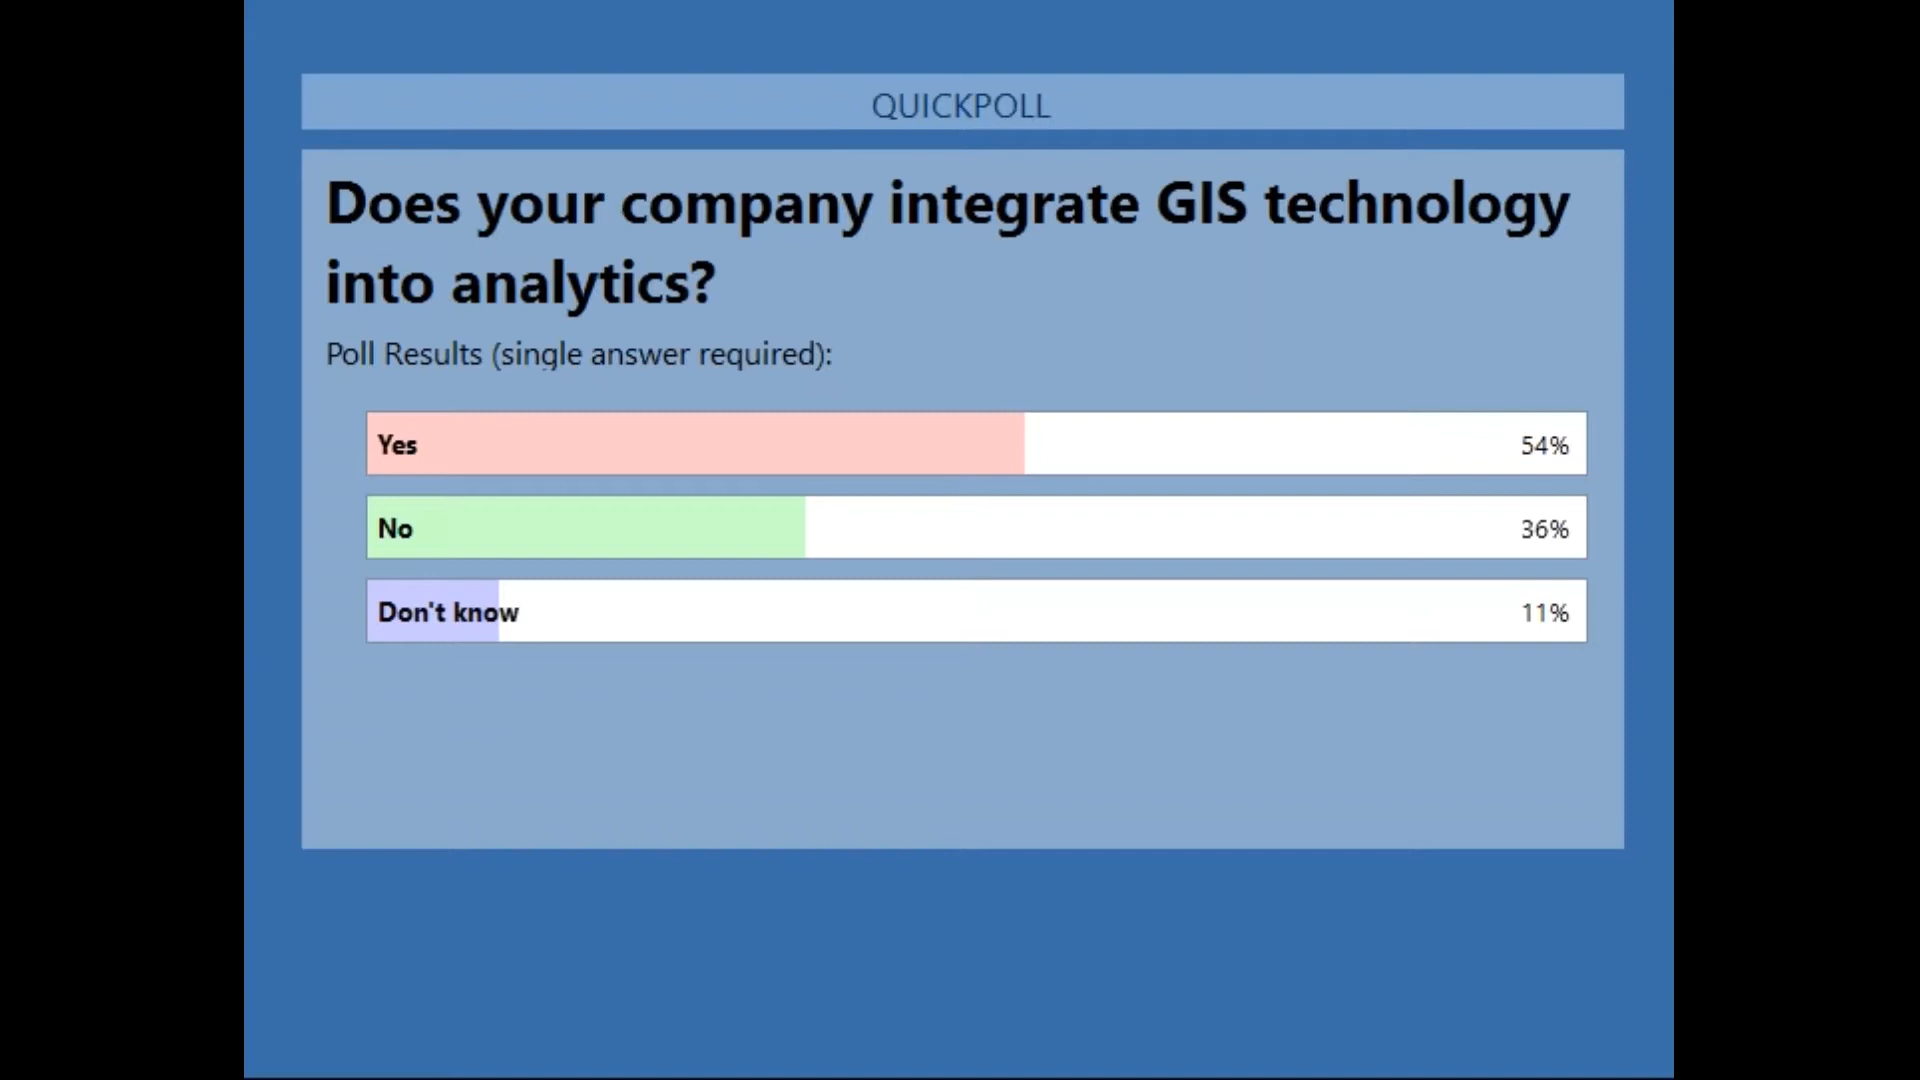 QUICKPOLL
Does your company integrate GIS technology
into analytics?
Poll Results (single answer required):
Yes 54%
No 36%
Don't know 11%